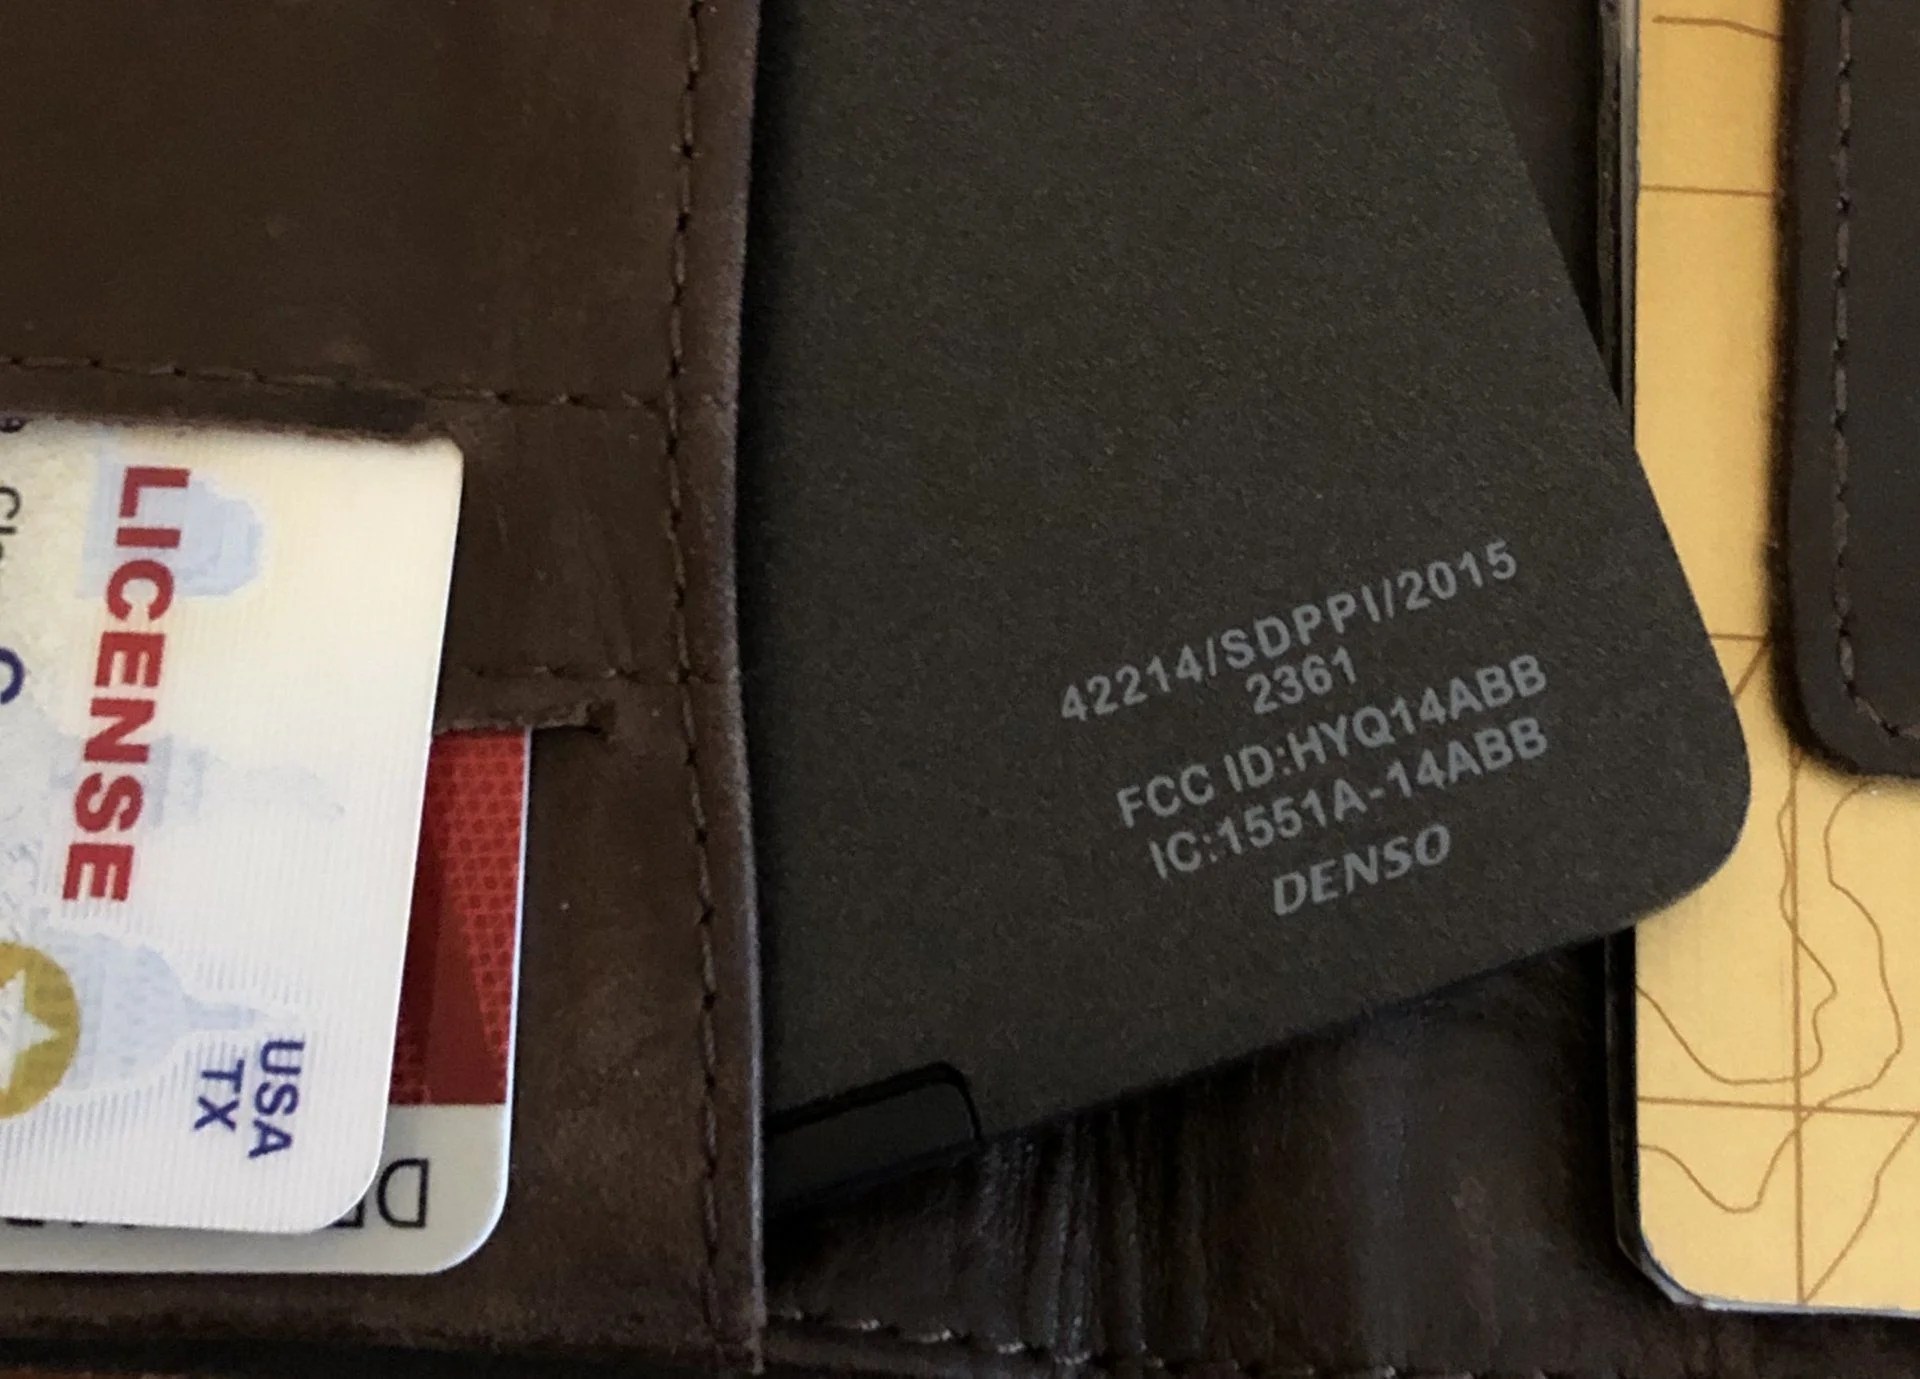 LICENSE
USA
TX
42214/SDPPI/2015
2361
FCC ID:HYQ14ABB
IC:1551A-14ABB
DENSO